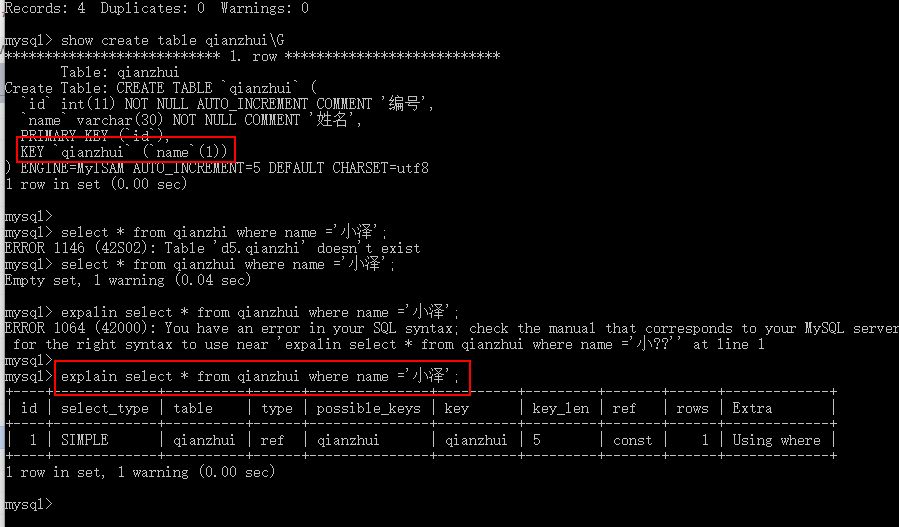 Records: 4  Duplicates: 0  Warnings: 0
mysql> show create table qianzhui\G
*************************** 1. row ***************************
       Table: qianzhui
Create Table: CREATE TABLE `qianzhui` (
  `id` int(11) NOT NULL AUTO_INCREMENT COMMENT '编号',
  `name` varchar(30) NOT NULL COMMENT '姓名',
  PRIMARY KEY (`id`),
  KEY `qianzhui` (`name`(1))
) ENGINE=MyISAM AUTO_INCREMENT=5 DEFAULT CHARSET=utf8
1 row in set (0.00 sec)
mysql>
mysql> select * from qianzhi where name ='小泽';
ERROR 1146 (42S02): Table 'd5.qianzhi' doesn't exist
mysql> select * from qianzhui where name ='小泽';
Empty set, 1 warning (0.04 sec)
mysql> expalin select * from qianzhui where name ='小泽';
ERROR 1064 (42000): You have an error in your SQL syntax; check the manual that corresponds to your MySQL server
 for the right syntax to use near 'expalin select * from qianzhui where name ='小??'' at line 1
mysql>
mysql> explain select * from qianzhui where name ='小泽';
+----+-------------+----------+------+---------------+----------+---------+-------+------+-------------+
| id | select_type | table    | type | possible_keys | key      | key_len | ref   | rows | Extra       |
+----+-------------+----------+------+---------------+----------+---------+-------+------+-------------+
|  1 | SIMPLE      | qianzhui | ref  | qianzhui      | qianzhui | 5       | const |    1 | Using where |
+----+-------------+----------+------+---------------+----------+---------+-------+------+-------------+
1 row in set, 1 warning (0.00 sec)
mysql>